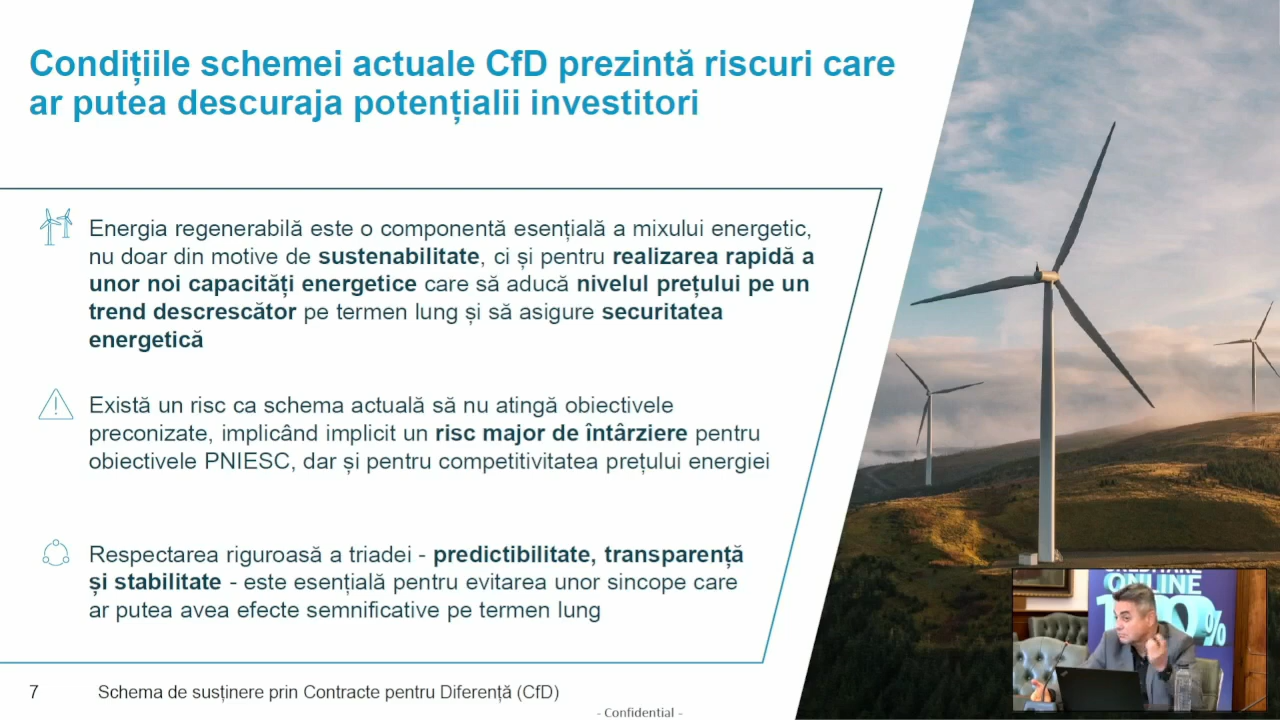 Condițiile schemei actuale CfD prezintă riscuri care
ar putea descuraja potențialii investitori
Energia regenerabilă este o componentă esențială a mixului energetic,
nu doar din motive de sustenabilitate, ci și pentru realizarea rapidă a
unor noi capacități energetice care să aducă nivelul prețului pe un
trend descrescător pe termen lung și să asigure securitatea
energetică
Există un risc ca schema actuală să nu atingă obiectivele
preconizate, implicând implicit un risc major de întârziere pentru
obiectivele PNIESC, dar și pentru competitivitatea prețului energiei
Respectarea riguroasă a triadei - predictibilitate, transparență
și stabilitate - este esențială pentru evitarea unor sincope care
ar putea avea efecte semnificative pe termen lung
ONLINE
%
7
Schema de susținere prin Contracte pentru Diferență (CfD)
- Confidential -